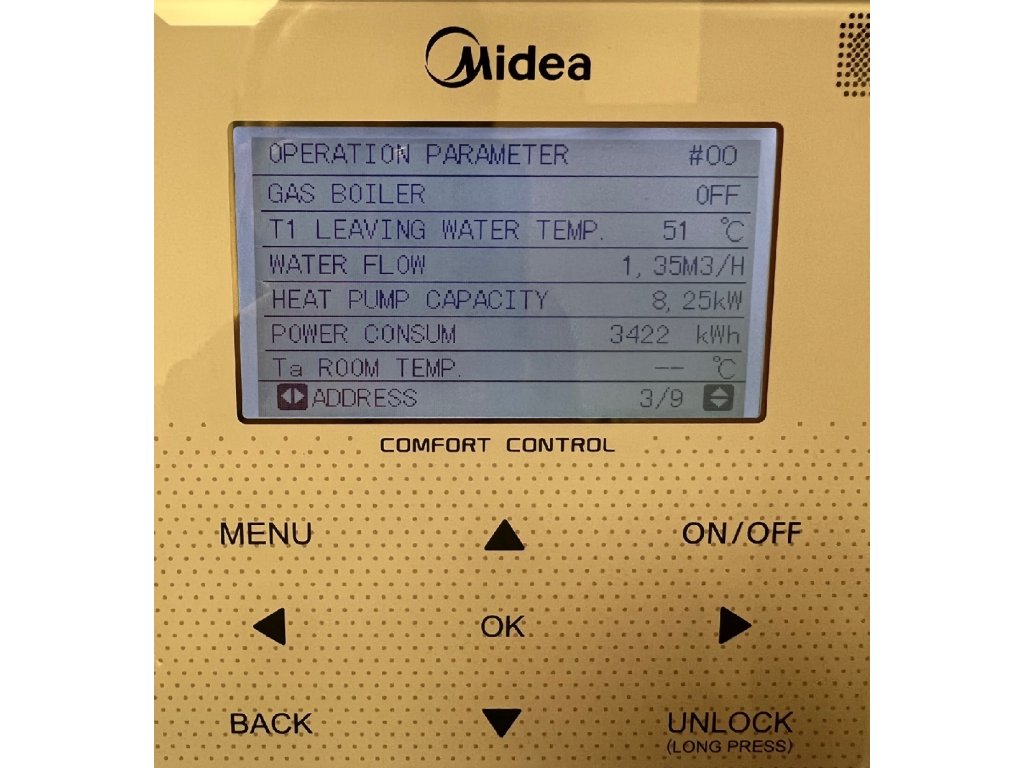 Midea
OPERATION PARAMETER #00
GAS BOILER OFF
T1 LEAVING WATER TEMP. 51 °C
WATER FLOW 1,35M3/H
HEAT PUMP CAPACITY 8,25kW
POWER CONSUM 3422 kWh
Ta ROOM TEMP. -- °C
ADDRESS 3/9
COMFORT CONTROL
MENU ON/OFF
OK
BACK UNLOCK
(LONG PRESS)